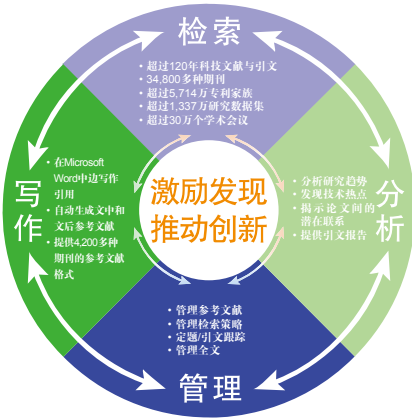 检索
• 超过120年科技文献与引文
• 34,800多种期刊
• 超过5,714万专利家族
• 超过1,337万研究数据集
• 超过30万个学术会议
写
作
• 在Microsoft
Word中边写作
引用
• 自动生成文中和
文后参考文献
• 提供4,200多种
期刊的参考文献
格式
激励发现
推动创新
• 分析研究趋势
• 发现技术热点
• 揭示论文间的
潜在联系
• 提供引文报告
分
析
• 管理参考文献
• 管理检索策略
• 定题/引文跟踪
• 管理全文
管理